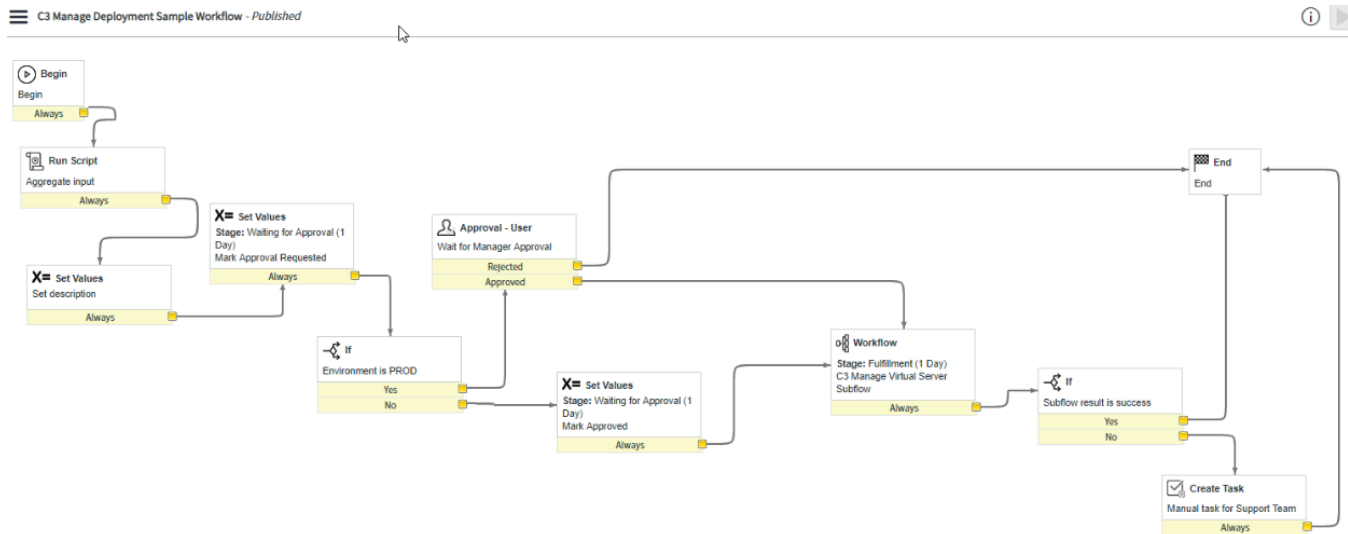 C3 Manage Deployment Sample Workflow - Published
Begin
Begin
Always
Run Script
Aggregate input
Always
X= Set Values
Set description
Always
X= Set Values
Stage: Waiting for Approval (1
Day)
Mark Approval Requested
Always
If
Environment is PROD
Yes
No
Approval - User
Wait for Manager Approval
Rejected
Approved
X= Set Values
Stage: Waiting for Approval (1
Day)
Mark Approved
Always
Workflow
Stage: Fulfillment (1 Day)
C3 Manage Virtual Server
Subflow
Always
If
Subflow result is success
Yes
No
Create Task
Manual task for Support Team
Always
End
End